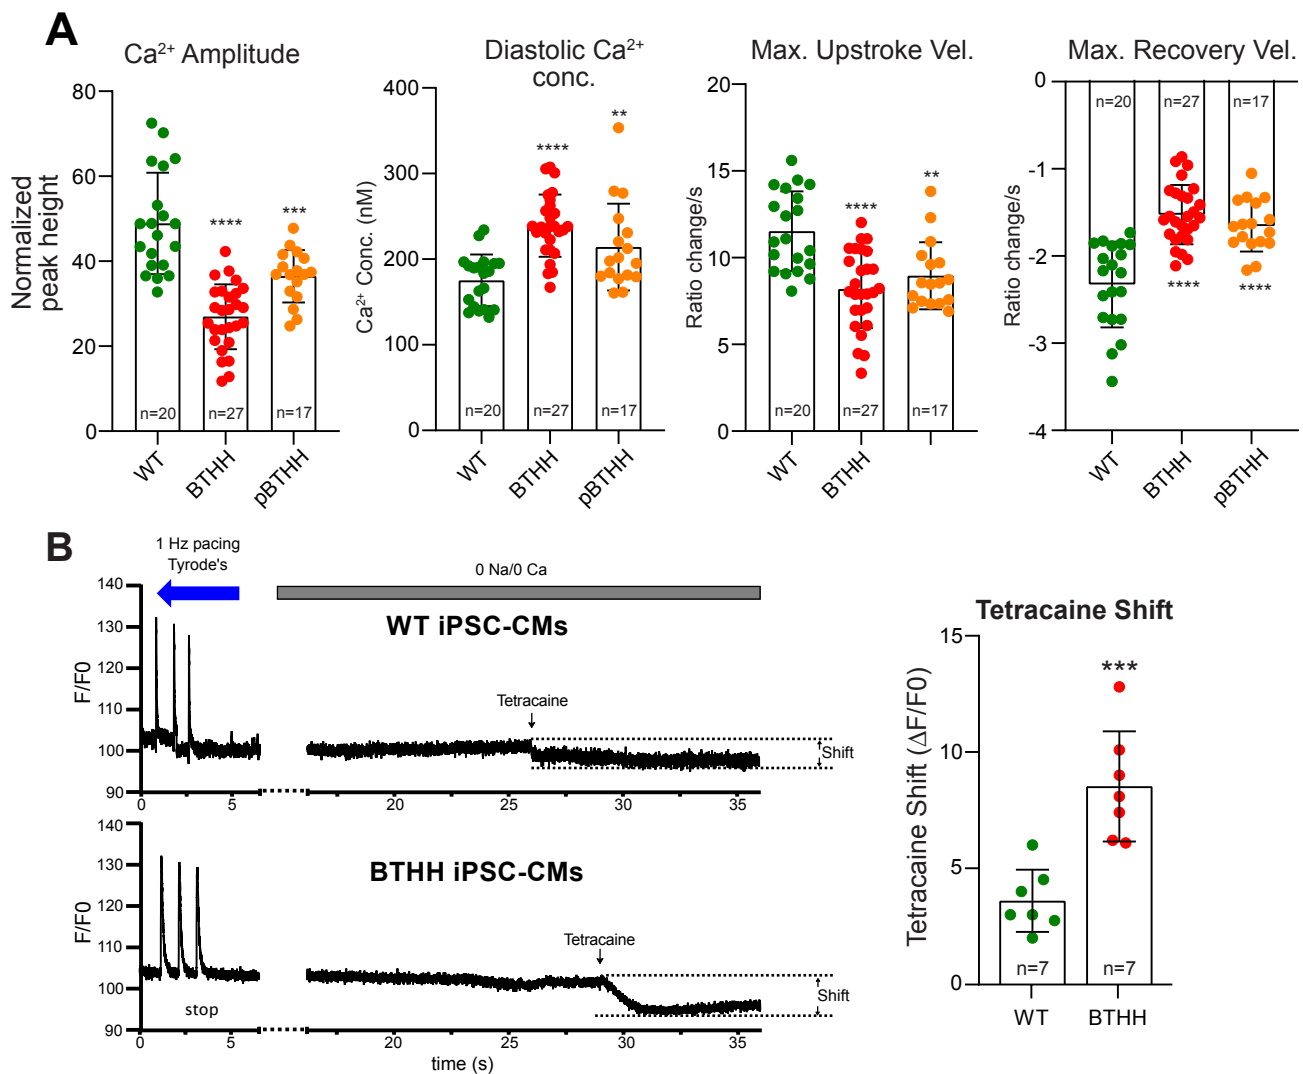 A
Ca²⁺ Amplitude
Normalized
peak height
80
60
40
20
0
****
***
n=20
n=27
n=17
WT
BTHH
pBTHH
Diastolic Ca²⁺
conc.
Ca²⁺ Conc. (nM)
400
300
200
100
0
****
**
n=20
n=27
n=17
WT
BTHH
pBTHH
Max. Upstroke Vel.
Ratio change/s
20
15
10
5
0
****
**
n=20
n=27
n=17
WT
BTHH
Max. Recovery Vel.
Ratio change/s
0
-1
-2
-3
-4
n=20
n=27
n=17
****
****
WT
BTHH
pBTHH
B
1 Hz pacing
Tyrode's
0 Na/0 Ca
WT iPSC-CMs
F/F0
140
130
120
110
100
90
Tetracaine
Shift
0 5 20 25 30 35
BTHH iPSC-CMs
F/F0
140
130
120
110
100
90
Tetracaine
Shift
stop
0 5 20 25 30 35
time (s)
Tetracaine Shift
Tetracaine Shift (ΔF/F0)
15
10
5
0
***
n=7
n=7
WT
BTHH